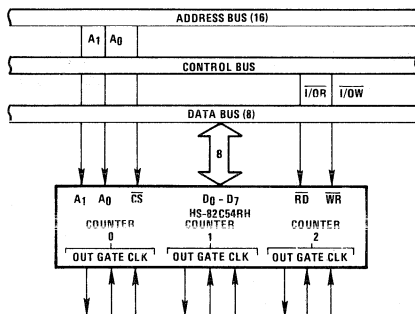 ADDRESS BUS (16)
A1 A0
CONTROL BUS
I/OR I/OW
DATA BUS (8)
8
A1 A0 CS D0 - D7 RD WR
HS-82C54RH
COUNTER COUNTER COUNTER
0 1 2
OUT GATE CLK OUT GATE CLK OUT GATE CLK